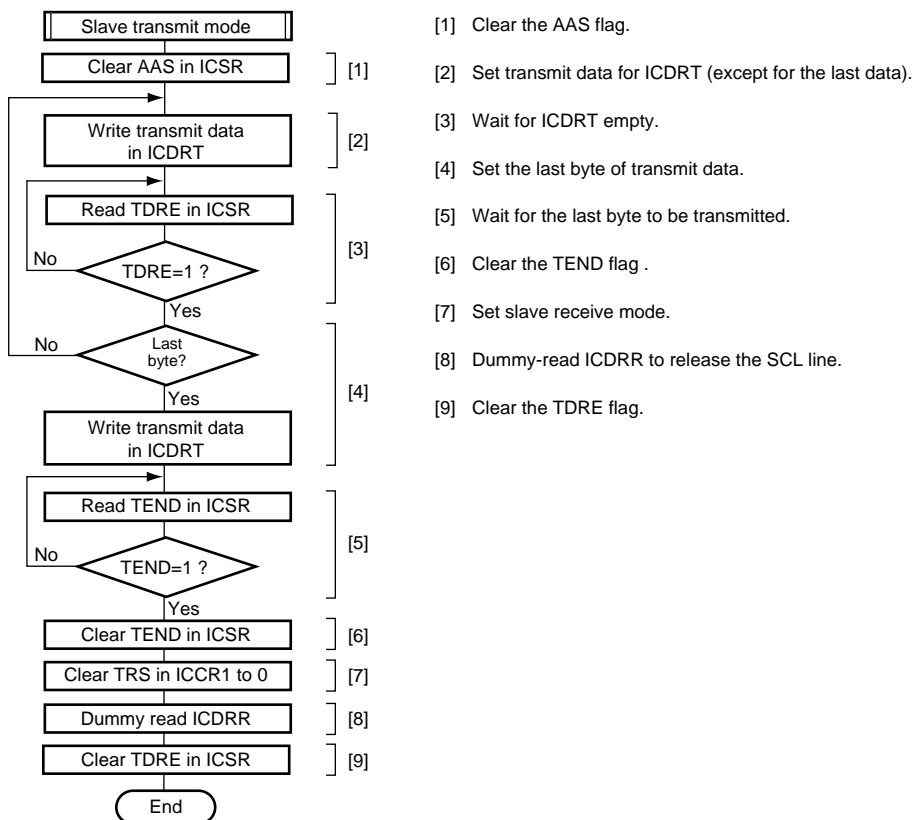 Slave transmit mode
Clear AAS in ICSR
[1]
Write transmit data
in ICDRT
[2]
Read TDRE in ICSR
[3]
No
TDRE=1 ?
Yes
No
Last
byte?
[4]
Yes
Write transmit data
in ICDRT
Read TEND in ICSR
[5]
No
TEND=1 ?
Yes
Clear TEND in ICSR
[6]
Clear TRS in ICCR1 to 0
[7]
Dummy read ICDRR
[8]
Clear TDRE in ICSR
[9]
End
[1] Clear the AAS flag.
[2] Set transmit data for ICDRT (except for the last data).
[3] Wait for ICDRT empty.
[4] Set the last byte of transmit data.
[5] Wait for the last byte to be transmitted.
[6] Clear the TEND flag .
[7] Set slave receive mode.
[8] Dummy-read ICDRR to release the SCL line.
[9] Clear the TDRE flag.